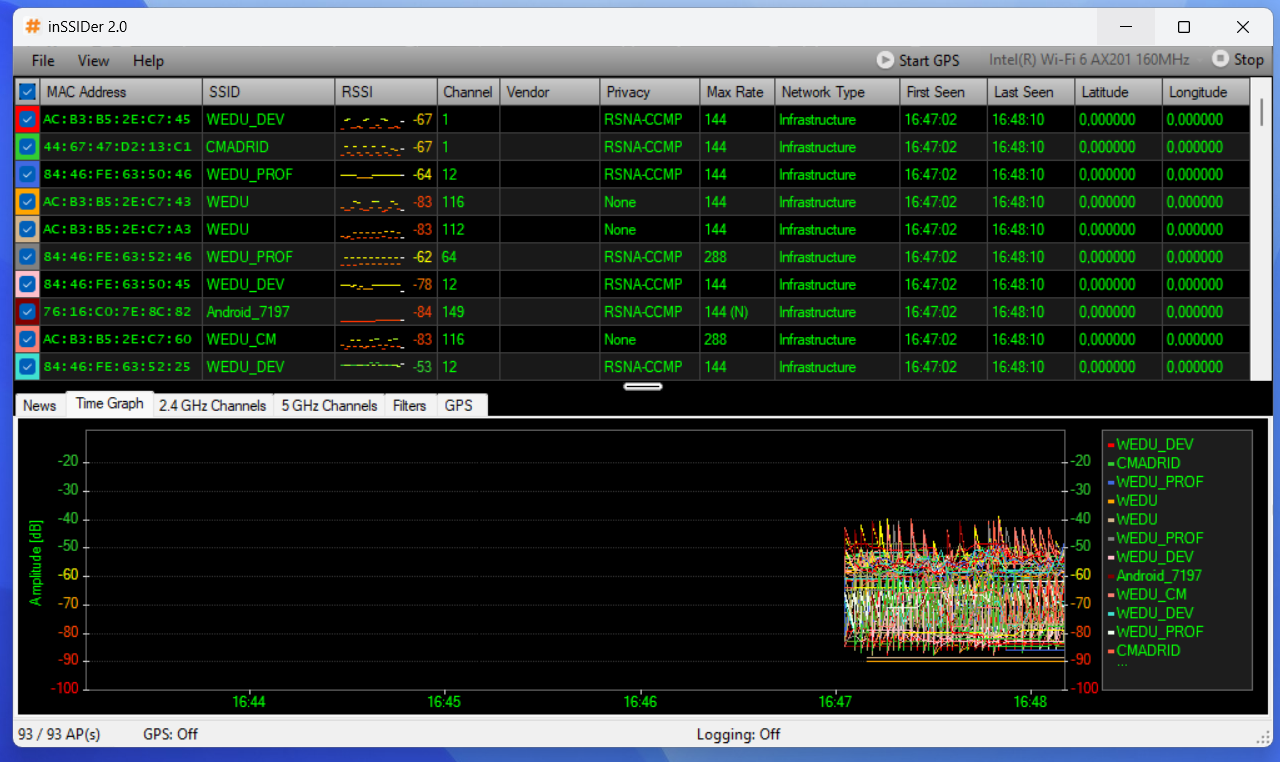 inSSIDer 2.0
File View Help Start GPS Intel(R) Wi-Fi 6 AX201 160MHz Stop
MAC Address SSID RSSI Channel Vendor Privacy Max Rate Network Type First Seen Last Seen Latitude Longitude
AC:B3:B5:2E:C7:45 WEDU_DEV -67 1 RSNA-CCMP 144 Infrastructure 16:47:02 16:48:10 0,000000 0,000000
44:67:47:D2:13:C1 CMADRID -67 1 RSNA-CCMP 144 Infrastructure 16:47:02 16:48:10 0,000000 0,000000
84:46:FE:63:50:46 WEDU_PROF -64 12 RSNA-CCMP 144 Infrastructure 16:47:02 16:48:10 0,000000 0,000000
AC:B3:B5:2E:C7:43 WEDU -83 116 None 144 Infrastructure 16:47:02 16:48:10 0,000000 0,000000
AC:B3:B5:2E:C7:A3 WEDU -83 112 None 144 Infrastructure 16:47:02 16:48:10 0,000000 0,000000
84:46:FE:63:52:46 WEDU_PROF -62 64 RSNA-CCMP 288 Infrastructure 16:47:02 16:48:10 0,000000 0,000000
84:46:FE:63:50:45 WEDU_DEV -78 12 RSNA-CCMP 144 Infrastructure 16:47:02 16:48:10 0,000000 0,000000
76:16:C0:7E:8C:82 Android_7197 -84 149 RSNA-CCMP 144 (N) Infrastructure 16:47:02 16:48:10 0,000000 0,000000
AC:B3:B5:2E:C7:60 WEDU_CM -83 116 None 288 Infrastructure 16:47:02 16:48:10 0,000000 0,000000
84:46:FE:63:52:25 WEDU_DEV -53 12 RSNA-CCMP 144 Infrastructure 16:47:02 16:48:10 0,000000 0,000000
News Time Graph 2.4 GHz Channels 5 GHz Channels Filters GPS
Amplitude [dB]
-20 -20
-30 -30
-40 -40
-50 -50
-60 -60
-70 -70
-80 -80
-90 -90
-100 -100
16:44 16:45 16:46 16:47 16:48
WEDU_DEV
CMADRID
WEDU_PROF
WEDU
WEDU
WEDU_PROF
WEDU_DEV
Android_7197
WEDU_CM
WEDU_DEV
WEDU_PROF
CMADRID
...
93 / 93 AP(s) GPS: Off Logging: Off